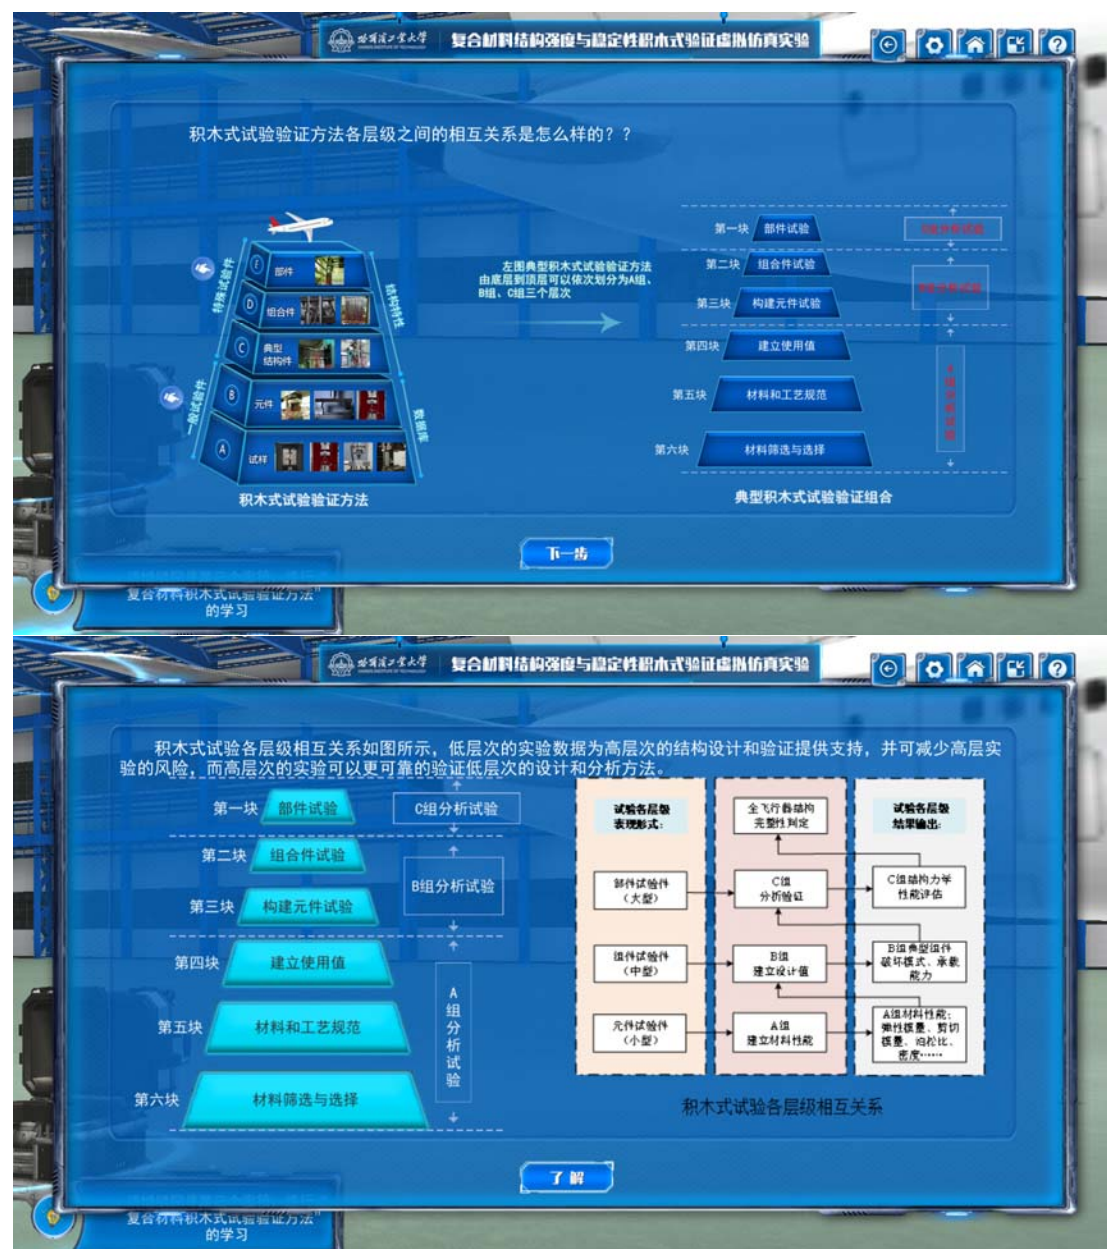 哈尔滨工业大学
复合材料结构强度与稳定性积木式验证虚拟仿真实验
积木式试验验证方法各层级之间的相互关系是怎么样的？？
特殊试验件
一般试验件
结构特性
数据库
E
部件
D
组合件
C
典型
结构件
B
元件
A
试样
积木式试验验证方法
左图典型积木式试验验证方法
由底层到顶层可以依次划分为A组、
B组、C组三个层次
第一块
部件试验
C组分析试验
第二块
组合件试验
B组分析试验
第三块
构建元件试验
第四块
建立使用值
第五块
材料和工艺规范
第六块
材料筛选与选择
典型积木式试验验证组合
下一步
复合材料积木式试验验证方法”
的学习
哈尔滨工业大学
复合材料结构强度与稳定性积木式验证虚拟仿真实验
积木式试验各层级相互关系如图所示，低层次的实验数据为高层次的结构设计和验证提供支持，并可减少高层实
验的风险，而高层次的实验可以更可靠的验证低层次的设计和分析方法。
第一块
部件试验
C组分析试验
第二块
组合件试验
B组分析试验
第三块
构建元件试验
第四块
建立使用值
第五块
材料和工艺规范
第六块
材料筛选与选择
A组分析试验
试验各层级
表现形式：
部件试验件
（大型）
组件试验件
（中型）
元件试验件
（小型）
全飞行器结构
完整性判定
C组
分析验证
B组
建立设计值
A组
建立材料性能
试验各层级
结果输出：
C组结构力学
性能评估
B组典型组件
破坏模式、承载
能力
A组材料性能：
弹性模量、剪切
模量、泊松比、
密度……
积木式试验各层级相互关系
了解
复合材料积木式试验验证方法”
的学习